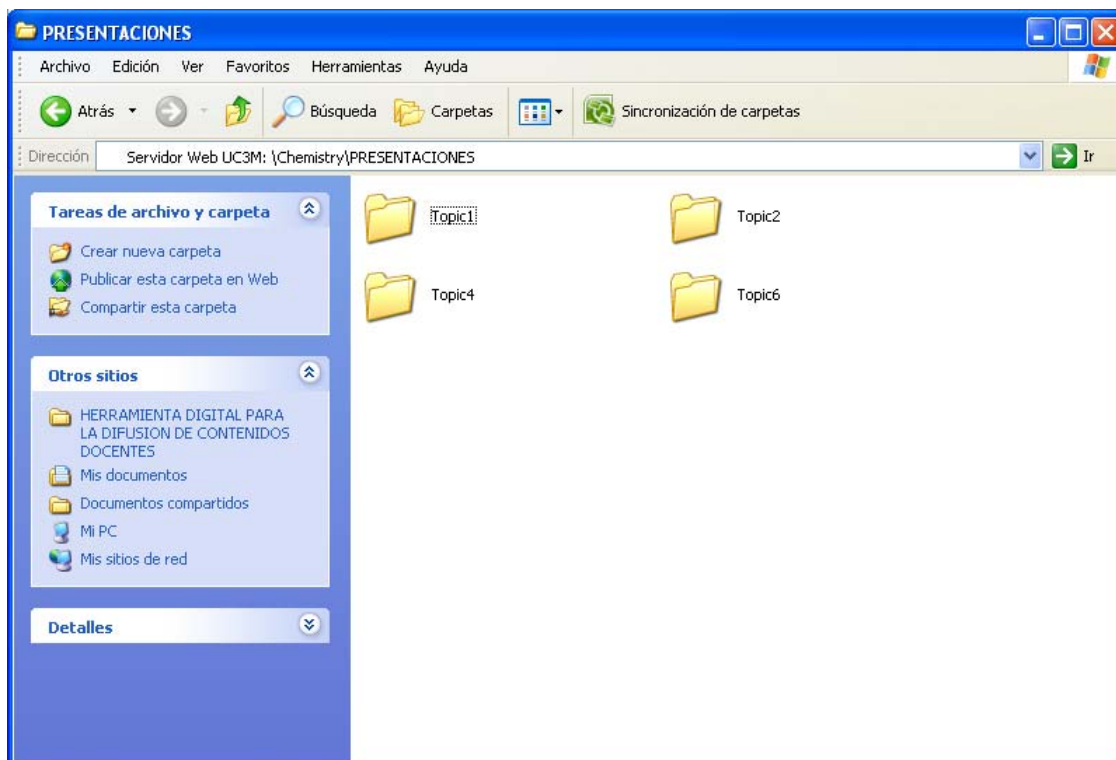 PRESENTACIONES
Archivo Edición Ver Favoritos Herramientas Ayuda
Atrás Búsqueda Carpetas Sincronización de carpetas
Dirección Servidor Web UC3M: \Chemistry\PRESENTACIONES Ir
Tareas de archivo y carpeta
Crear nueva carpeta
Publicar esta carpeta en Web
Compartir esta carpeta
Otros sitios
HERRAMIENTA DIGITAL PARA
LA DIFUSION DE CONTENIDOS
DOCENTES
Mis documentos
Documentos compartidos
Mi PC
Mis sitios de red
Detalles
Topic1 Topic2
Topic4 Topic6